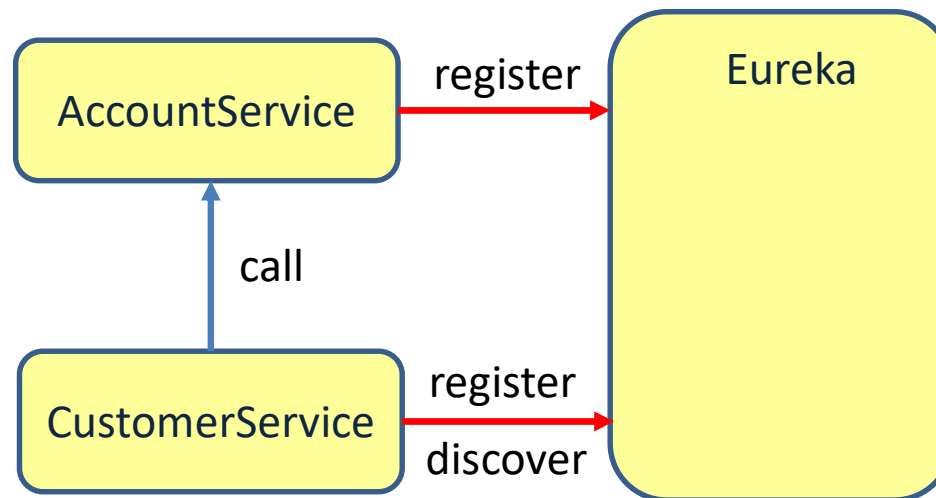 register
Eureka
AccountService
call
register
CustomerService
discover